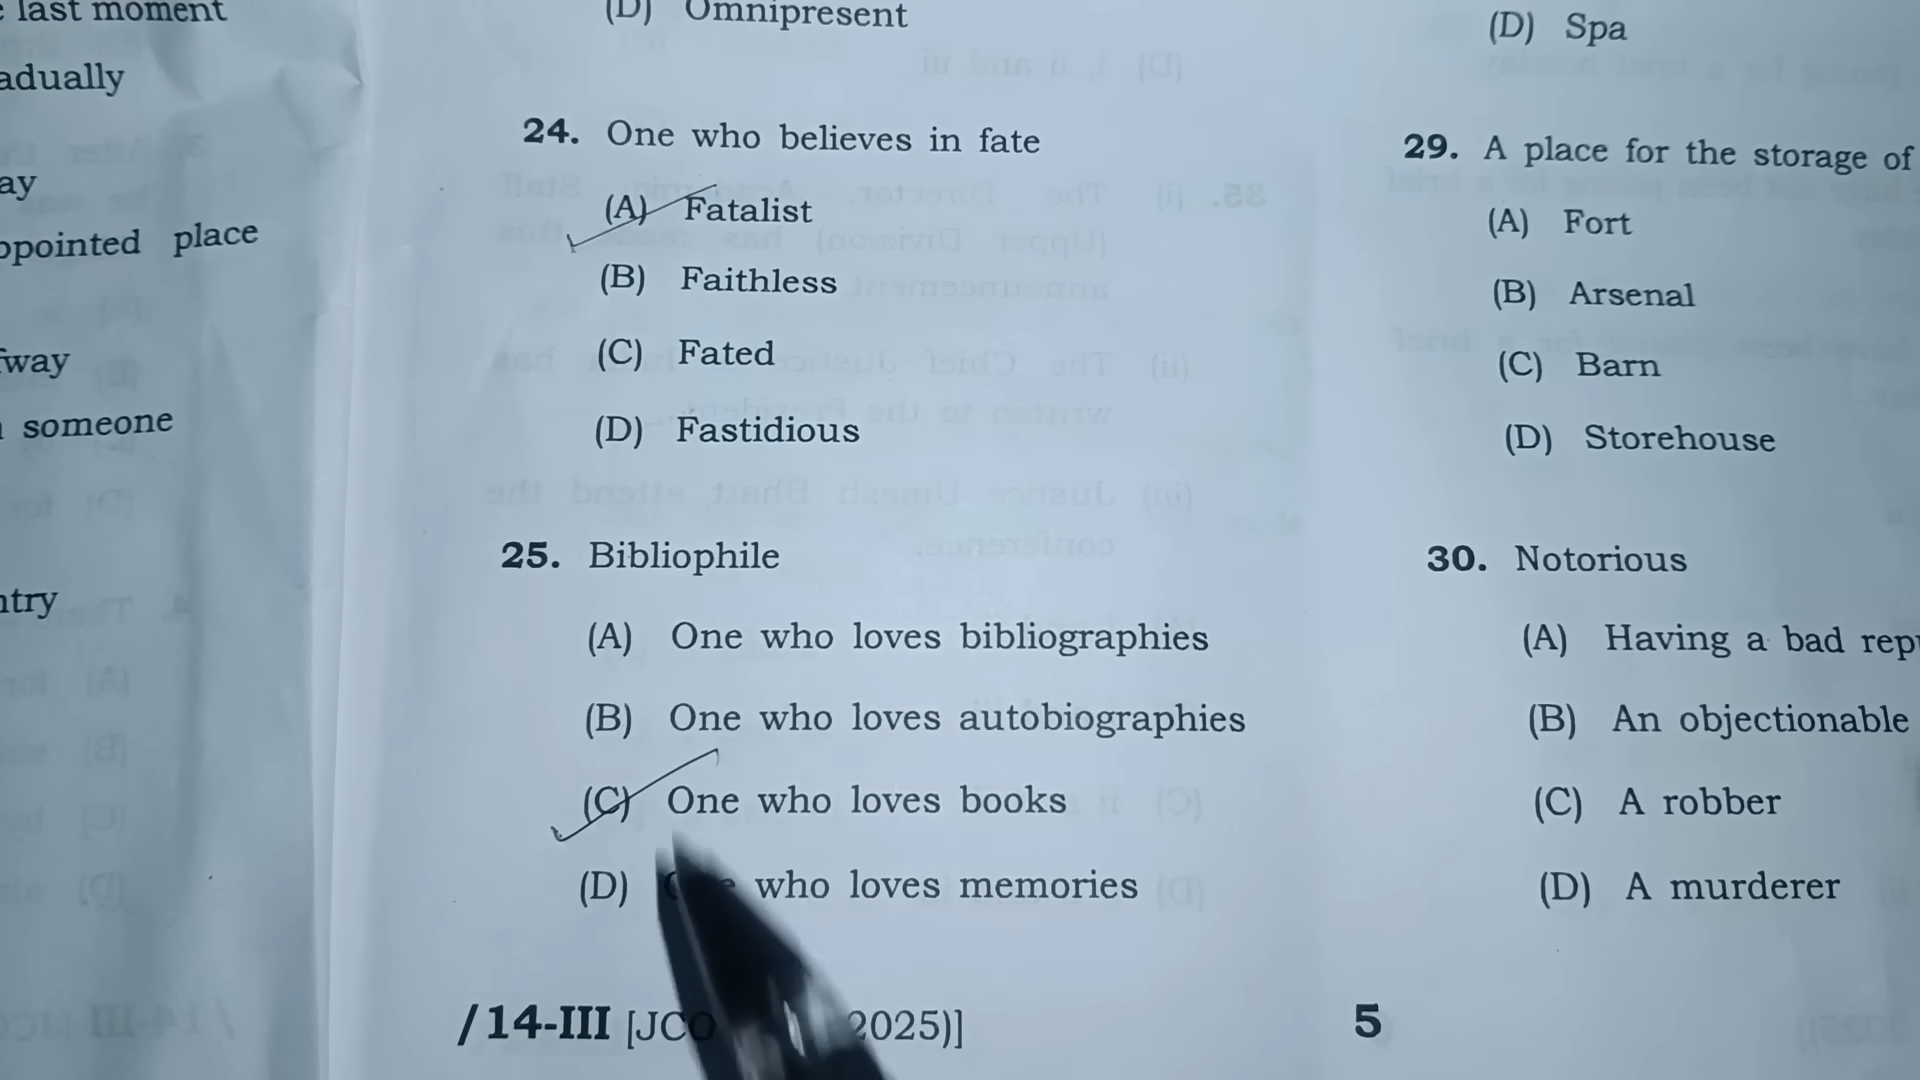 last moment
adually
ay
ppointed place
way
someone
ntry
(D) Omnipresent
24. One who believes in fate
(A) Fatalist
(B) Faithless
(C) Fated
(D) Fastidious
25. Bibliophile
(A) One who loves bibliographies
(B) One who loves autobiographies
(C) One who loves books
(D) who loves memories
/14-III [JCO 2025)]
(D) Spa
29. A place for the storage of
(A) Fort
(B) Arsenal
(C) Barn
(D) Storehouse
30. Notorious
(A) Having a bad rep
(B) An objectionable
(C) A robber
(D) A murderer
5